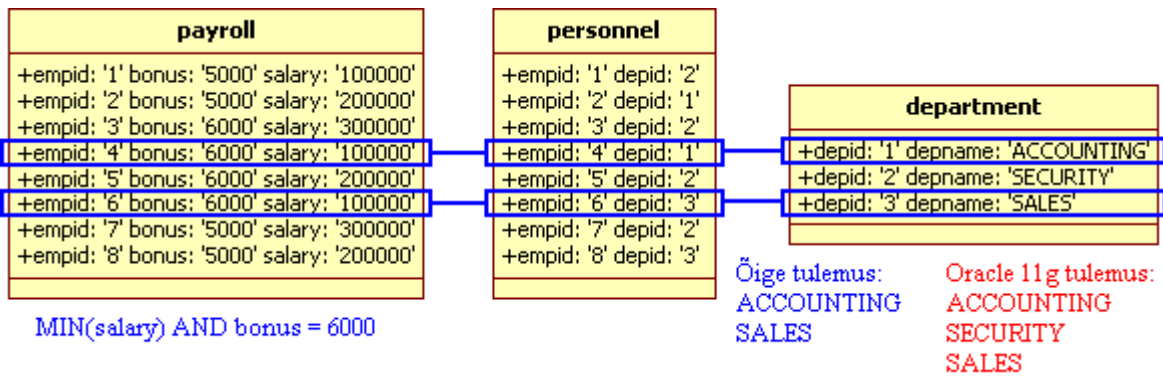 payroll
+empid: '1' bonus: '5000' salary: '100000'
+empid: '2' bonus: '5000' salary: '200000'
+empid: '3' bonus: '6000' salary: '300000'
+empid: '4' bonus: '6000' salary: '100000'
+empid: '5' bonus: '6000' salary: '200000'
+empid: '6' bonus: '6000' salary: '100000'
+empid: '7' bonus: '5000' salary: '300000'
+empid: '8' bonus: '5000' salary: '200000'
MIN(salary) AND bonus = 6000
personnel
+empid: '1' depid: '2'
+empid: '2' depid: '1'
+empid: '3' depid: '2'
+empid: '4' depid: '1'
+empid: '5' depid: '2'
+empid: '6' depid: '3'
+empid: '7' depid: '2'
+empid: '8' depid: '3'
department
+depid: '1' depname: 'ACCOUNTING'
+depid: '2' depname: 'SECURITY'
+depid: '3' depname: 'SALES'
Õige tulemus:
ACCOUNTING
SALES
Oracle 11g tulemus:
ACCOUNTING
SECURITY
SALES